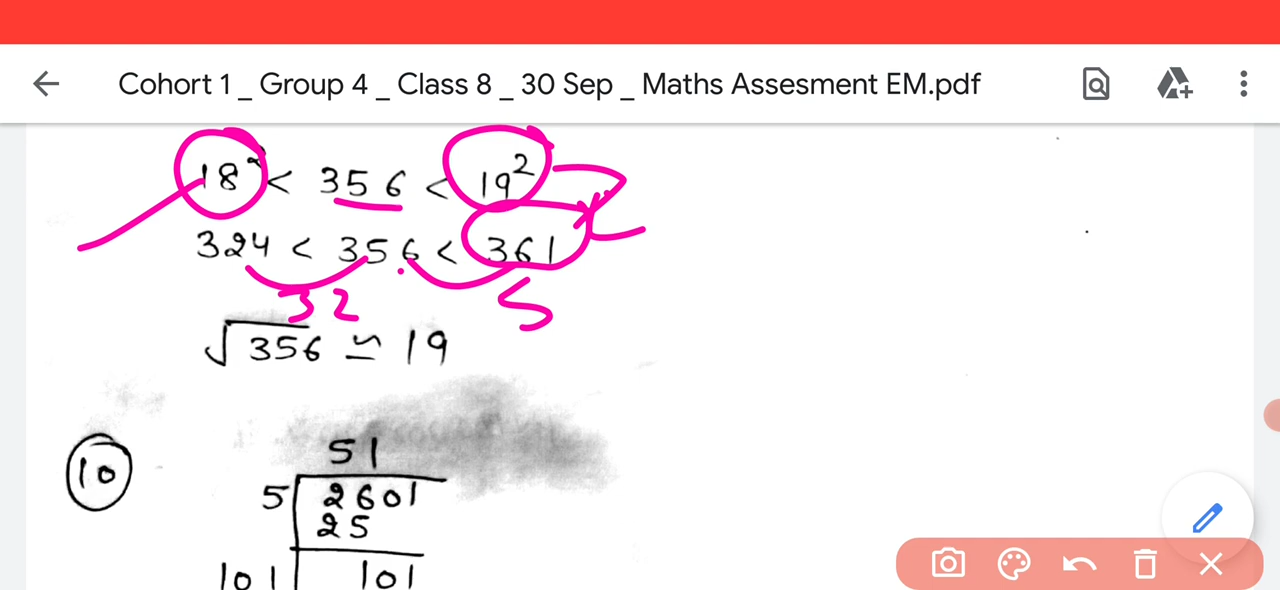 Cohort 1 _ Group 4 _ Class 8 _ 30 Sep _ Maths Assesment EM.pdf
18² < 356 < 19²
324 < 356 < 361
32 5
√356 ≃ 19
10
51
5 2601
25
101 101